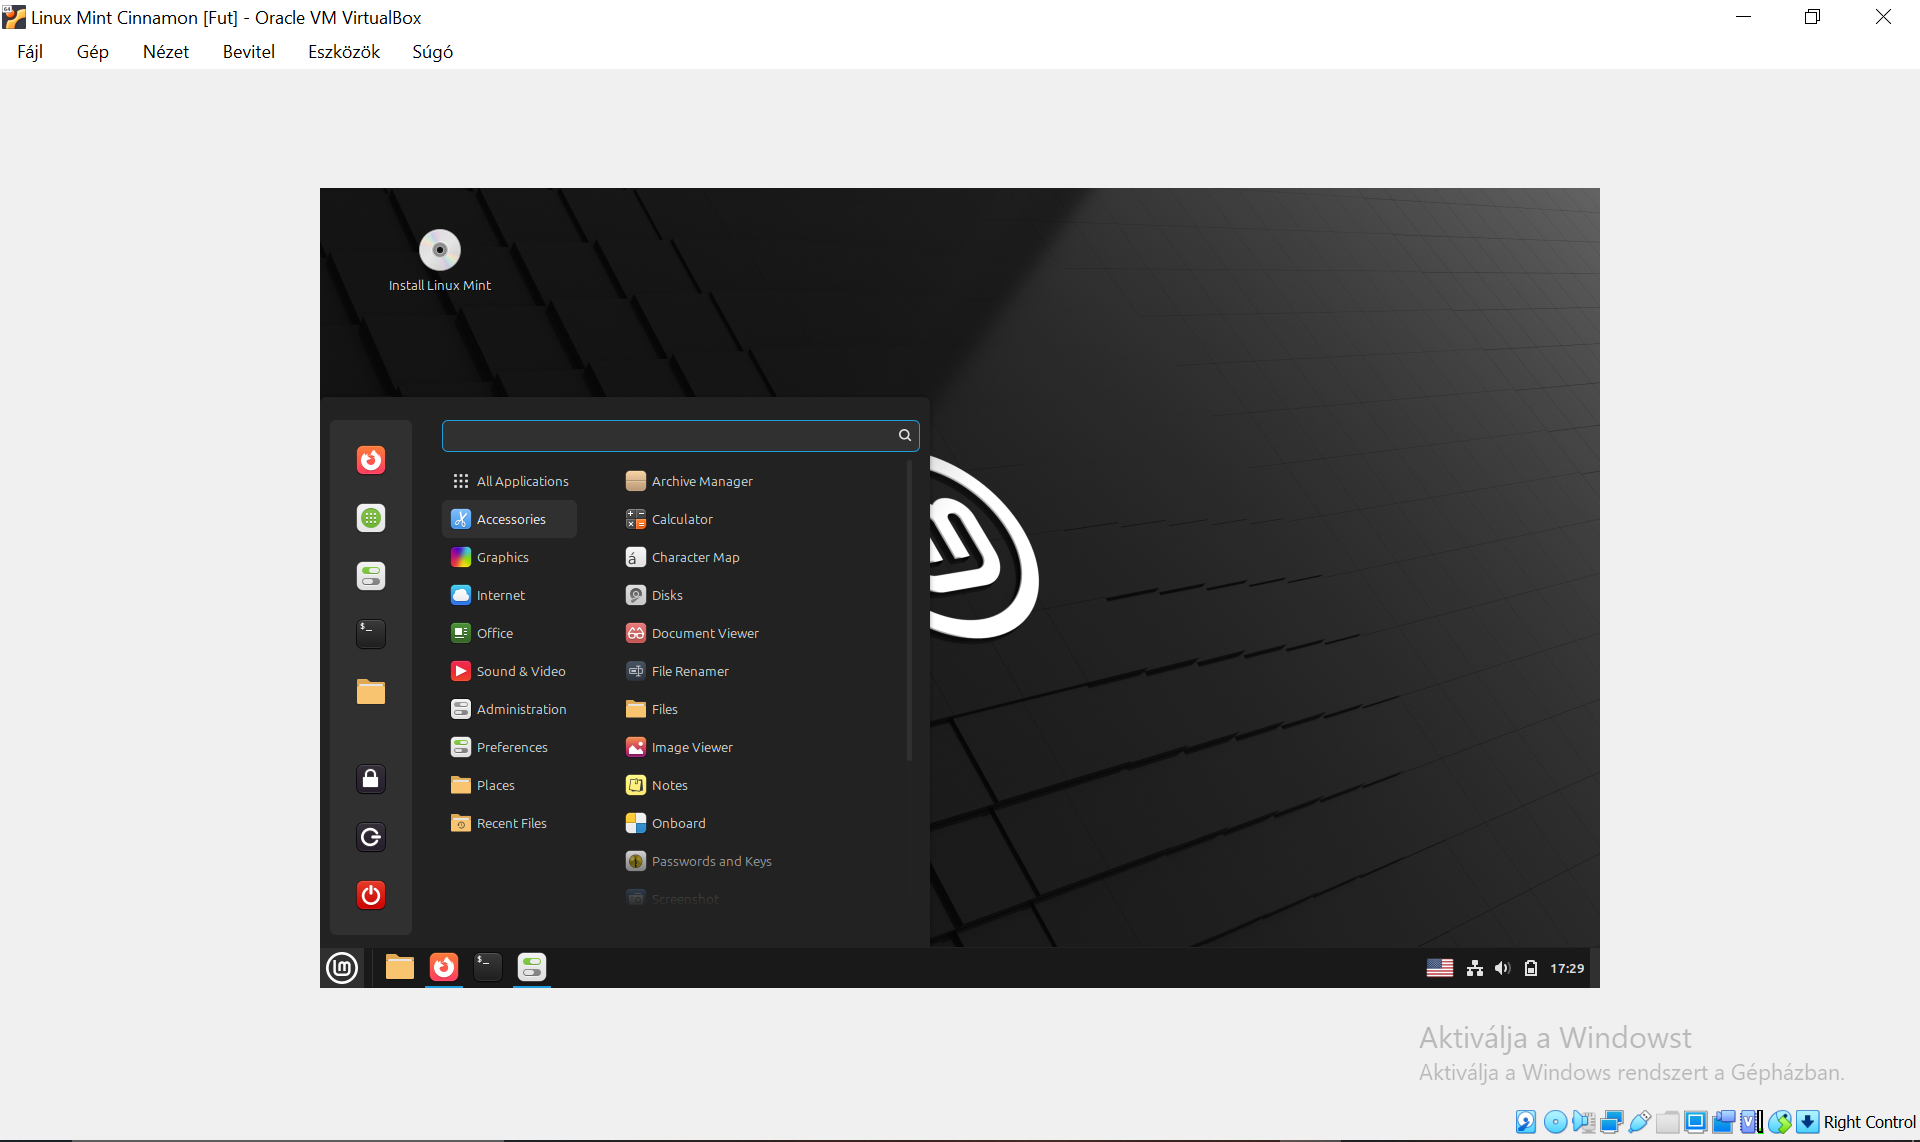 Linux Mint Cinnamon [Fut] - Oracle VM VirtualBox
Fájl Gép Nézet Bevitel Eszközök Súgó
Install Linux Mint
All Applications
Accessories
Graphics
Internet
Office
Sound & Video
Administration
Preferences
Places
Recent Files
Archive Manager
Calculator
Character Map
Disks
Document Viewer
File Renamer
Files
Image Viewer
Notes
Onboard
Passwords and Keys
Screenshot
17:29
Aktiválja a Windowst
Aktiválja a Windows rendszert a Gépházban.
Right Control